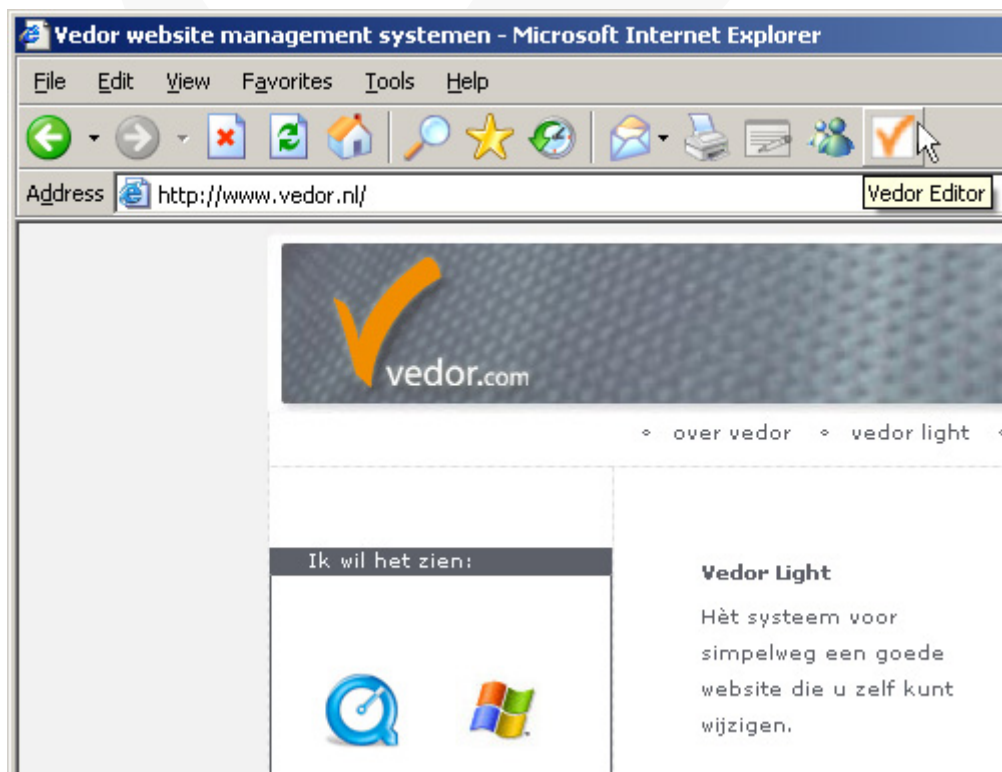 Vedor website management systemen - Microsoft Internet Explorer
File Edit View Favorites Tools Help
Address http://www.vedor.nl/
Vedor Editor
vedor.com
over vedor vedor light
Ik wil het zien:
Vedor Light
Hèt systeem voor
simpelweg een goede
website die u zelf kunt
wijzigen.